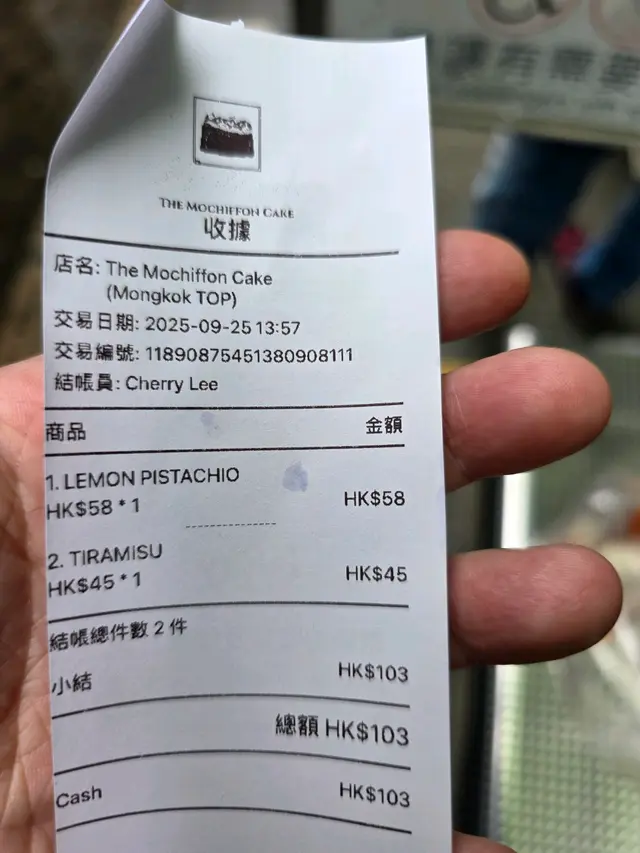 THE MOCHIFFON CAKE
收據
店名: The Mochiffon Cake
(Mongkok TOP)
交易日期: 2025-09-25 13:57
交易編號: 11890875451380908111
結帳員: Cherry Lee
商品 金額
1. LEMON PISTACHIO
HK$58 * 1 HK$58
2. TIRAMISU
HK$45 * 1 HK$45
結帳總件數 2 件
小結 HK$103
總額 HK$103
Cash HK$103